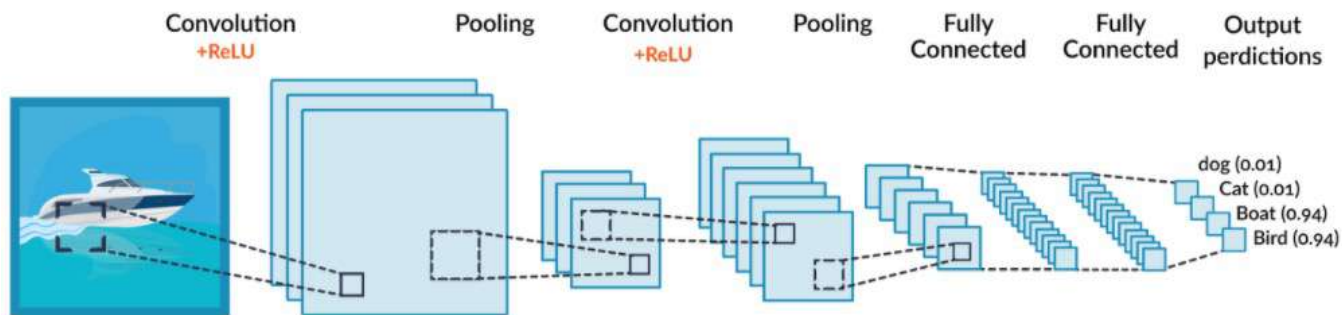 Convolution
+ReLU
Pooling
Convolution
+ReLU
Pooling
Fully
Connected
Fully
Connected
Output
perdictions
dog (0.01)
Cat (0.01)
Boat (0.94)
Bird (0.94)